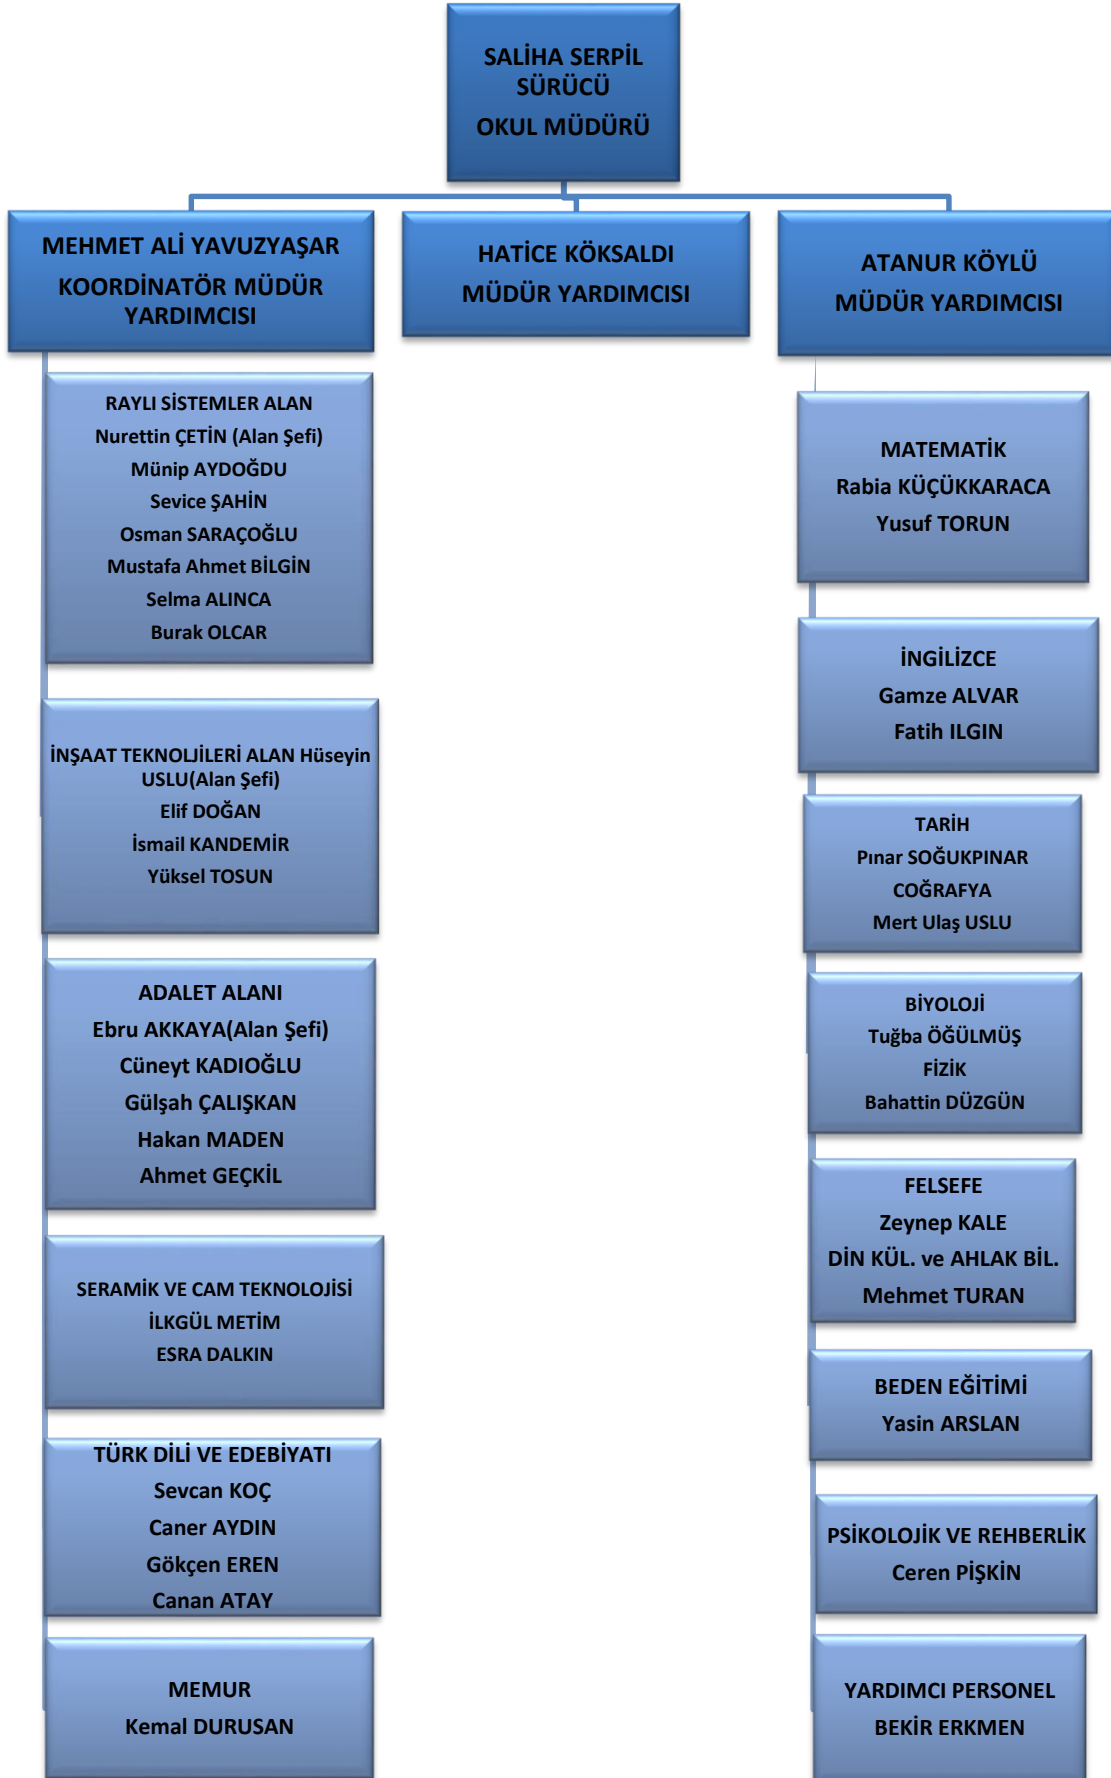 SALİHA SERPİL
SÜRÜCÜ
OKUL MÜDÜRÜ
MEHMET ALİ YAVUZYAŞAR
KOORDİNATÖR MÜDÜR
YARDIMCISI
HATİCE KÖKSALDI
MÜDÜR YARDIMCISI
ATANUR KÖYLÜ
MÜDÜR YARDIMCISI
RAYLI SİSTEMLER ALAN
Nurettin ÇETİN (Alan Şefi)
Münip AYDOĞDU
Sevice ŞAHİN
Osman SARAÇOĞLU
Mustafa Ahmet BİLGİN
Selma ALINCA
Burak OLCAR
İNŞAAT TEKNOLJİLERİ ALAN Hüseyin
USLU(Alan Şefi)
Elif DOĞAN
İsmail KANDEMİR
Yüksel TOSUN
ADALET ALANI
Ebru AKKAYA(Alan Şefi)
Cüneyt KADIOĞLU
Gülşah ÇALIŞKAN
Hakan MADEN
Ahmet GEÇKİL
SERAMİK VE CAM TEKNOLOJİSİ
İLKGÜL METİM
ESRA DALKIN
TÜRK DİLİ VE EDEBİYATI
Sevcan KOÇ
Caner AYDIN
Gökçen EREN
Canan ATAY
MEMUR
Kemal DURUSAN
MATEMATİK
Rabia KÜÇÜKKARACA
Yusuf TORUN
İNGİLİZCE
Gamze ALVAR
Fatih ILGIN
TARİH
Pınar SOĞUKPINAR
COĞRAFYA
Mert Ulaş USLU
BİYOLOJİ
Tuğba ÖĞÜLMÜŞ
FİZİK
Bahattin DÜZGÜN
FELSEFE
Zeynep KALE
DİN KÜL. ve AHLAK BİL.
Mehmet TURAN
BEDEN EĞİTİMİ
Yasin ARSLAN
PSİKOLOJİK VE REHBERLİK
Ceren PİŞKİN
YARDIMCI PERSONEL
BEKİR ERKMEN